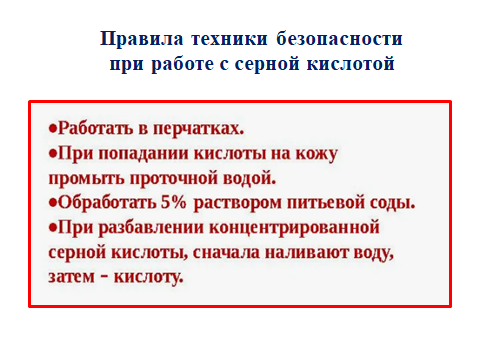 Правила техники безопасности
при работе с серной кислотой
●Работать в перчатках.
●При попадании кислоты на кожу
промыть проточной водой.
●Обработать 5% раствором питьевой соды.
●При разбавлении концентрированной
серной кислоты, сначала наливают воду,
затем – кислоту.